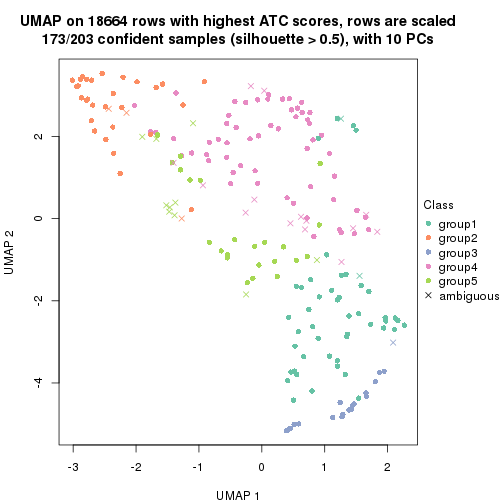 UMAP on 18664 rows with highest ATC scores, rows are scaled
173/203 confident samples (silhouette > 0.5), with 10 PCs
2
0
-2
-4
UMAP 2
-3
-2
-1
0
1
2
UMAP 1
Class
group1
group2
group3
group4
group5
ambiguous